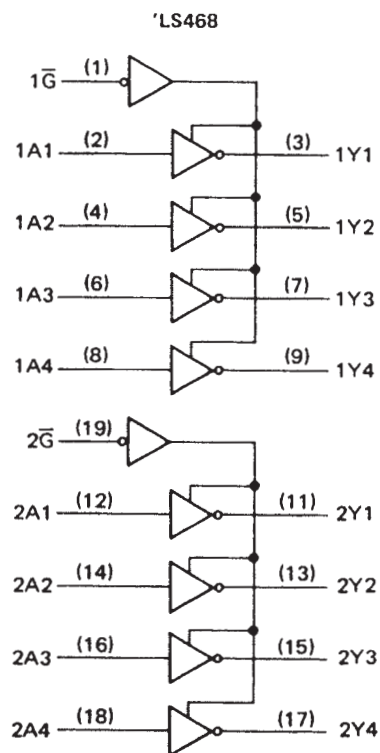 'LS468
1G̅ (1)
1A1 (2) (3) 1Y1
1A2 (4) (5) 1Y2
1A3 (6) (7) 1Y3
1A4 (8) (9) 1Y4
2G̅ (19)
2A1 (12) (11) 2Y1
2A2 (14) (13) 2Y2
2A3 (16) (15) 2Y3
2A4 (18) (17) 2Y4